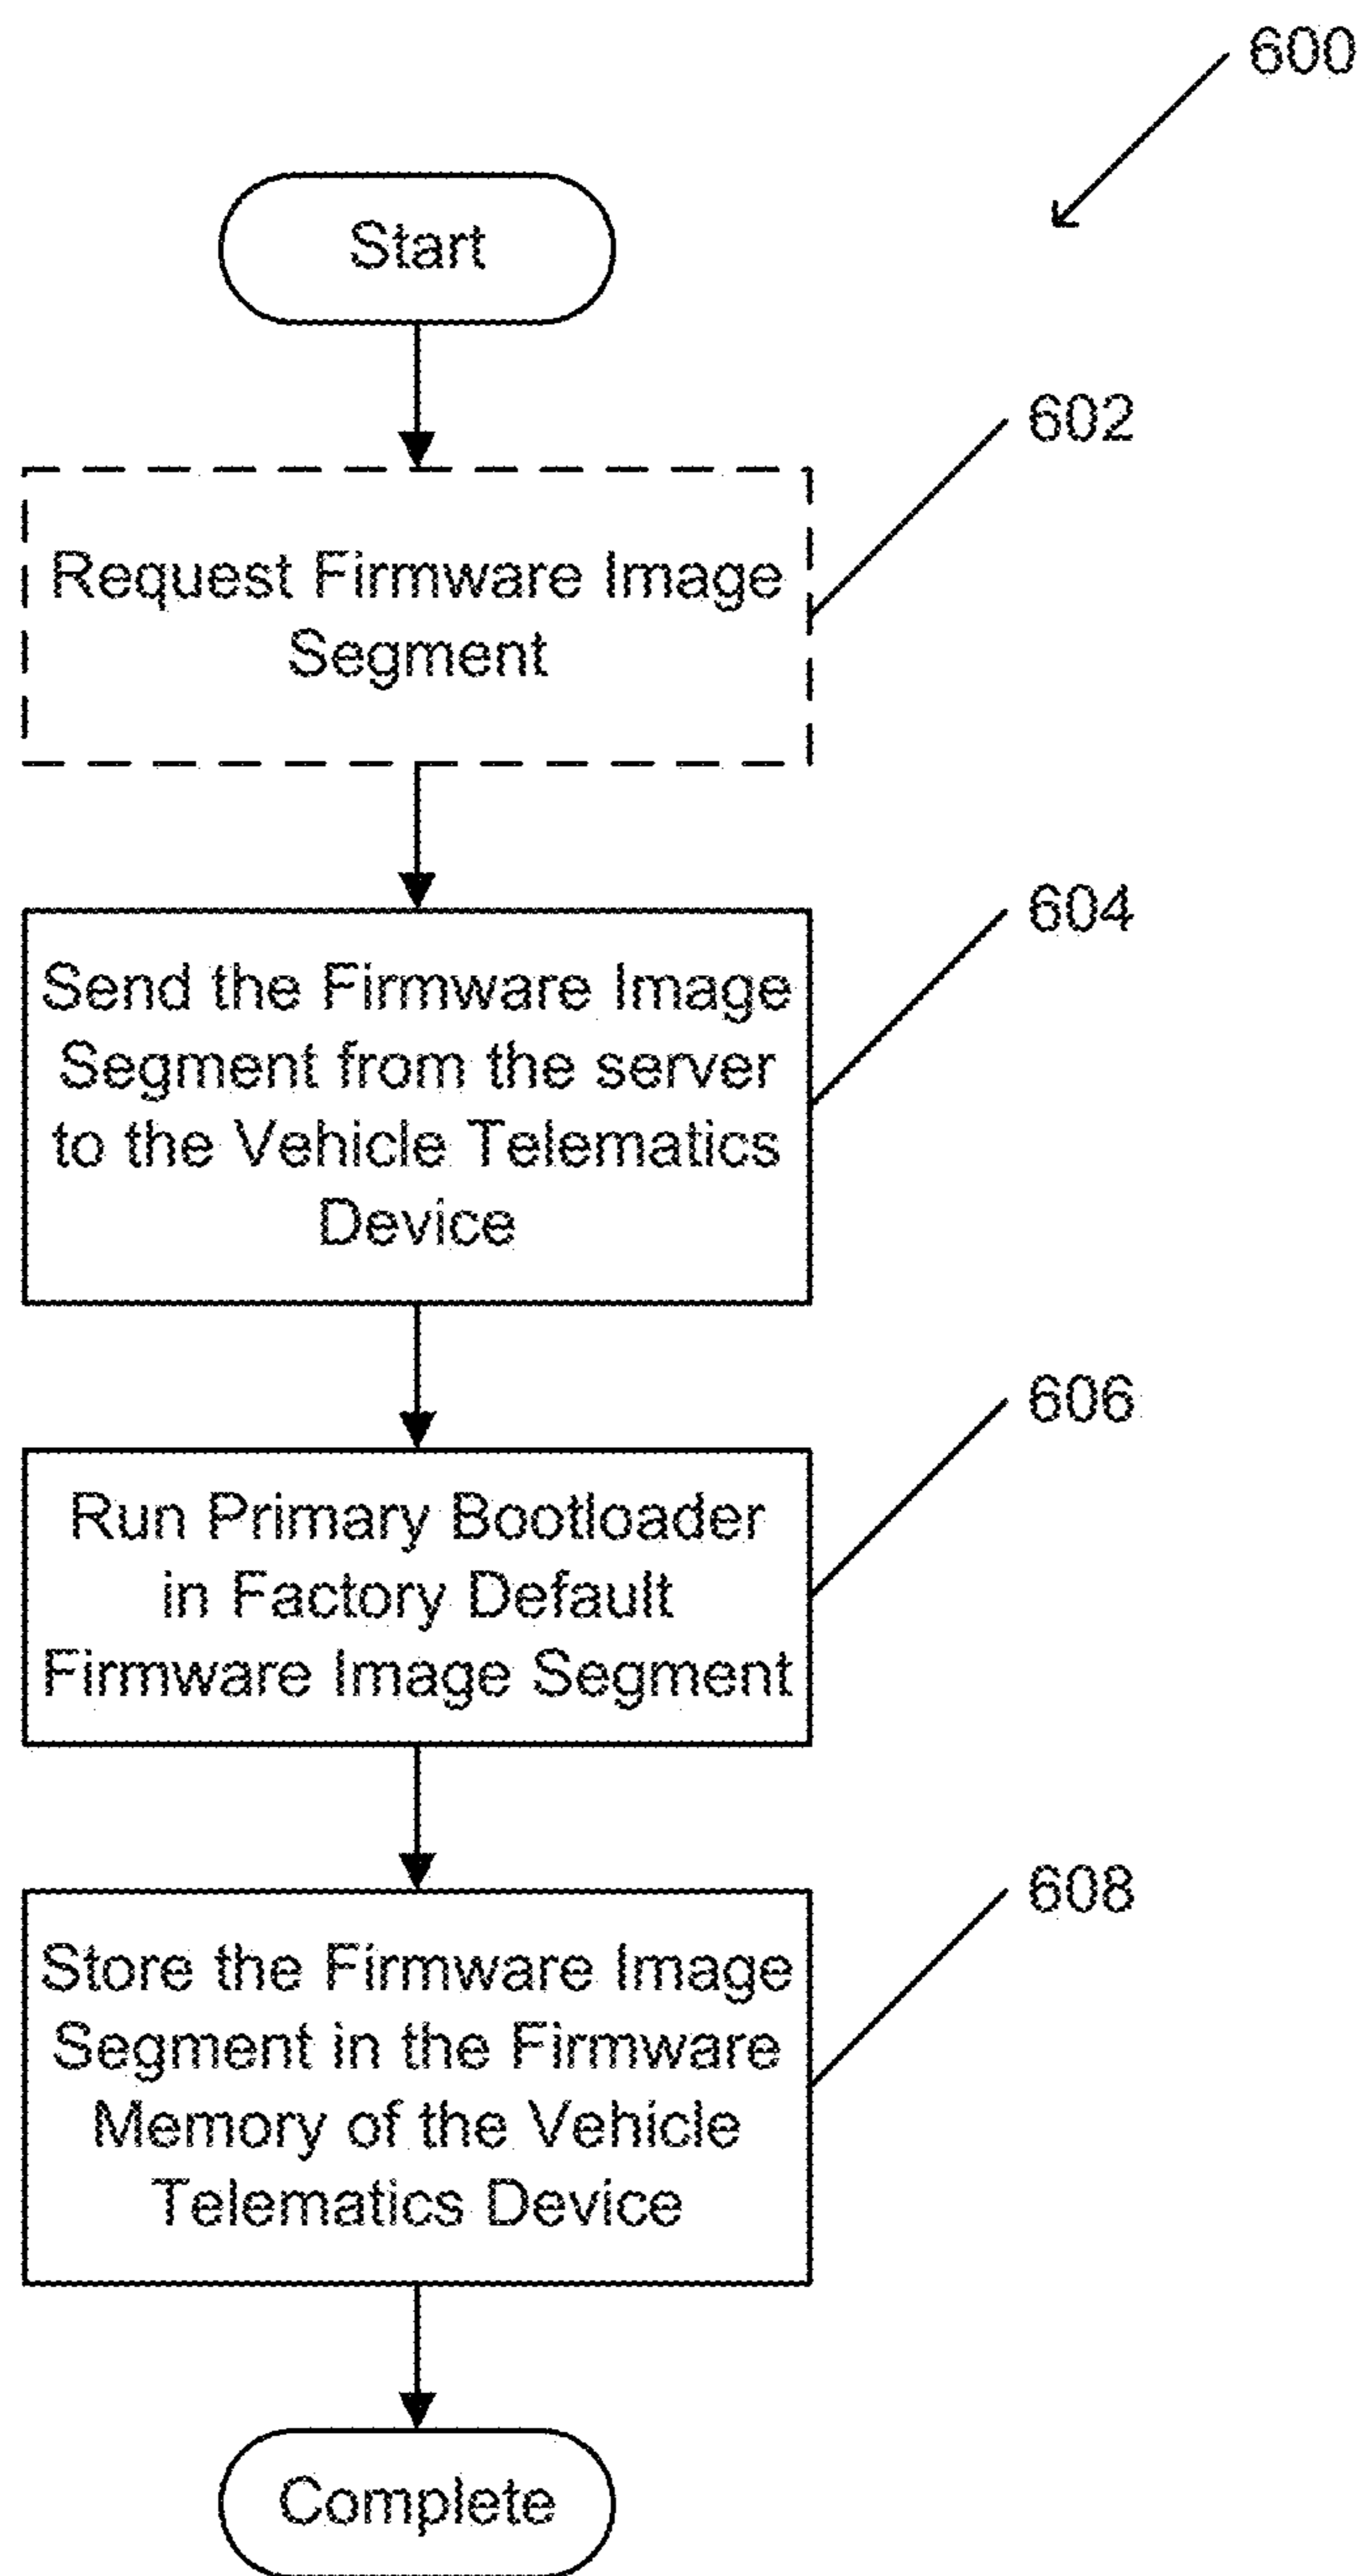 600
Start
602
Request Firmware Image
Segment
604
Send the Firmware Image
Segment from the server
to the Vehicle Telematics
Device
606
Run Primary Bootloader
in Factory Default
Firmware Image Segment
608
Store the Firmware Image
Segment in the Firmware
Memory of the Vehicle
Telematics Device
Complete